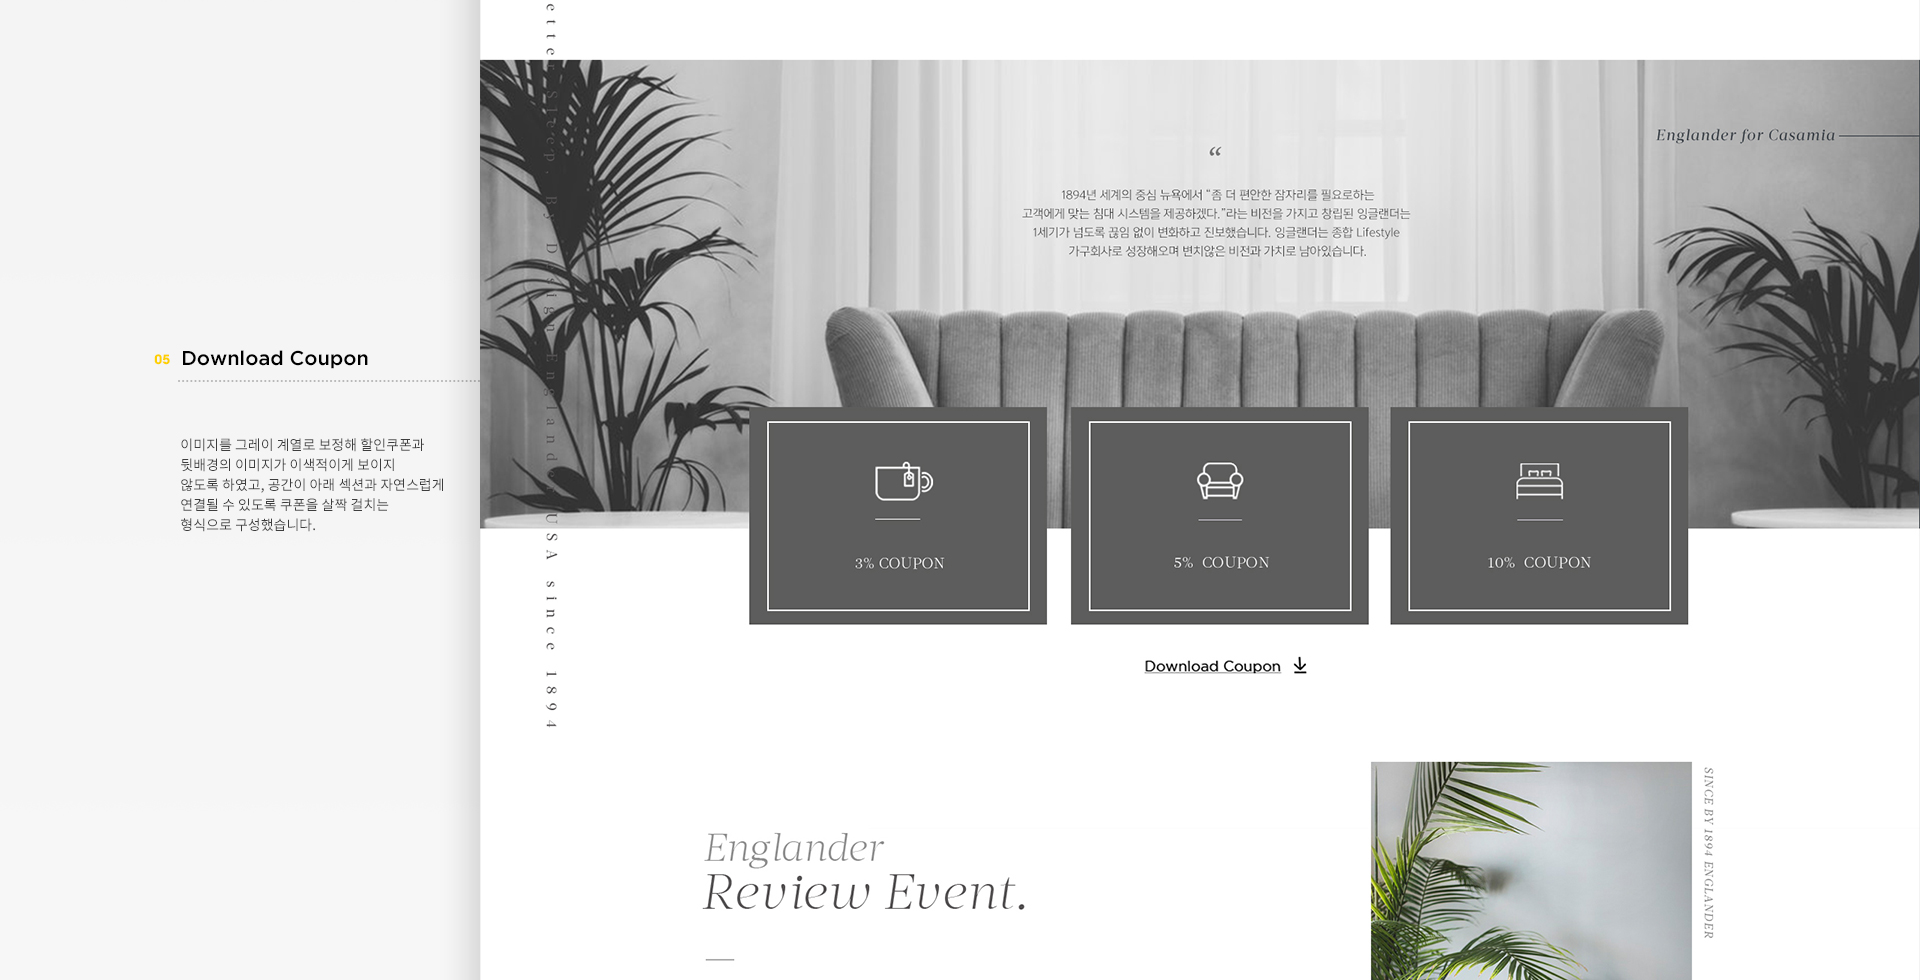 05 Download Coupon
이미지를 그레이 계열로 보정해 할인쿠폰과
뒷배경의 이미지가 이색적이게 보이지
않도록 하였고, 공간이 아래 섹션과 자연스럽게
연결될 수 있도록 쿠폰을 살짝 걸치는
형식으로 구성했습니다.
etter Sleep, By Design Englander USA since 1894
Englander for Casamia
“
1894년 세계의 중심 뉴욕에서 “좀 더 편안한 잠자리를 필요로하는
고객에게 맞는 침대 시스템을 제공하겠다.”라는 비전을 가지고 창립된 잉글랜더는
1세기가 넘도록 끊임 없이 변화하고 진보했습니다. 잉글랜더는 종합 Lifestyle
가구회사로 성장해오며 변치않은 비전과 가치로 남아있습니다.
3% COUPON
5% COUPON
10% COUPON
Download Coupon
Englander
Review Event.
SINCE BY 1894 ENGLANDER